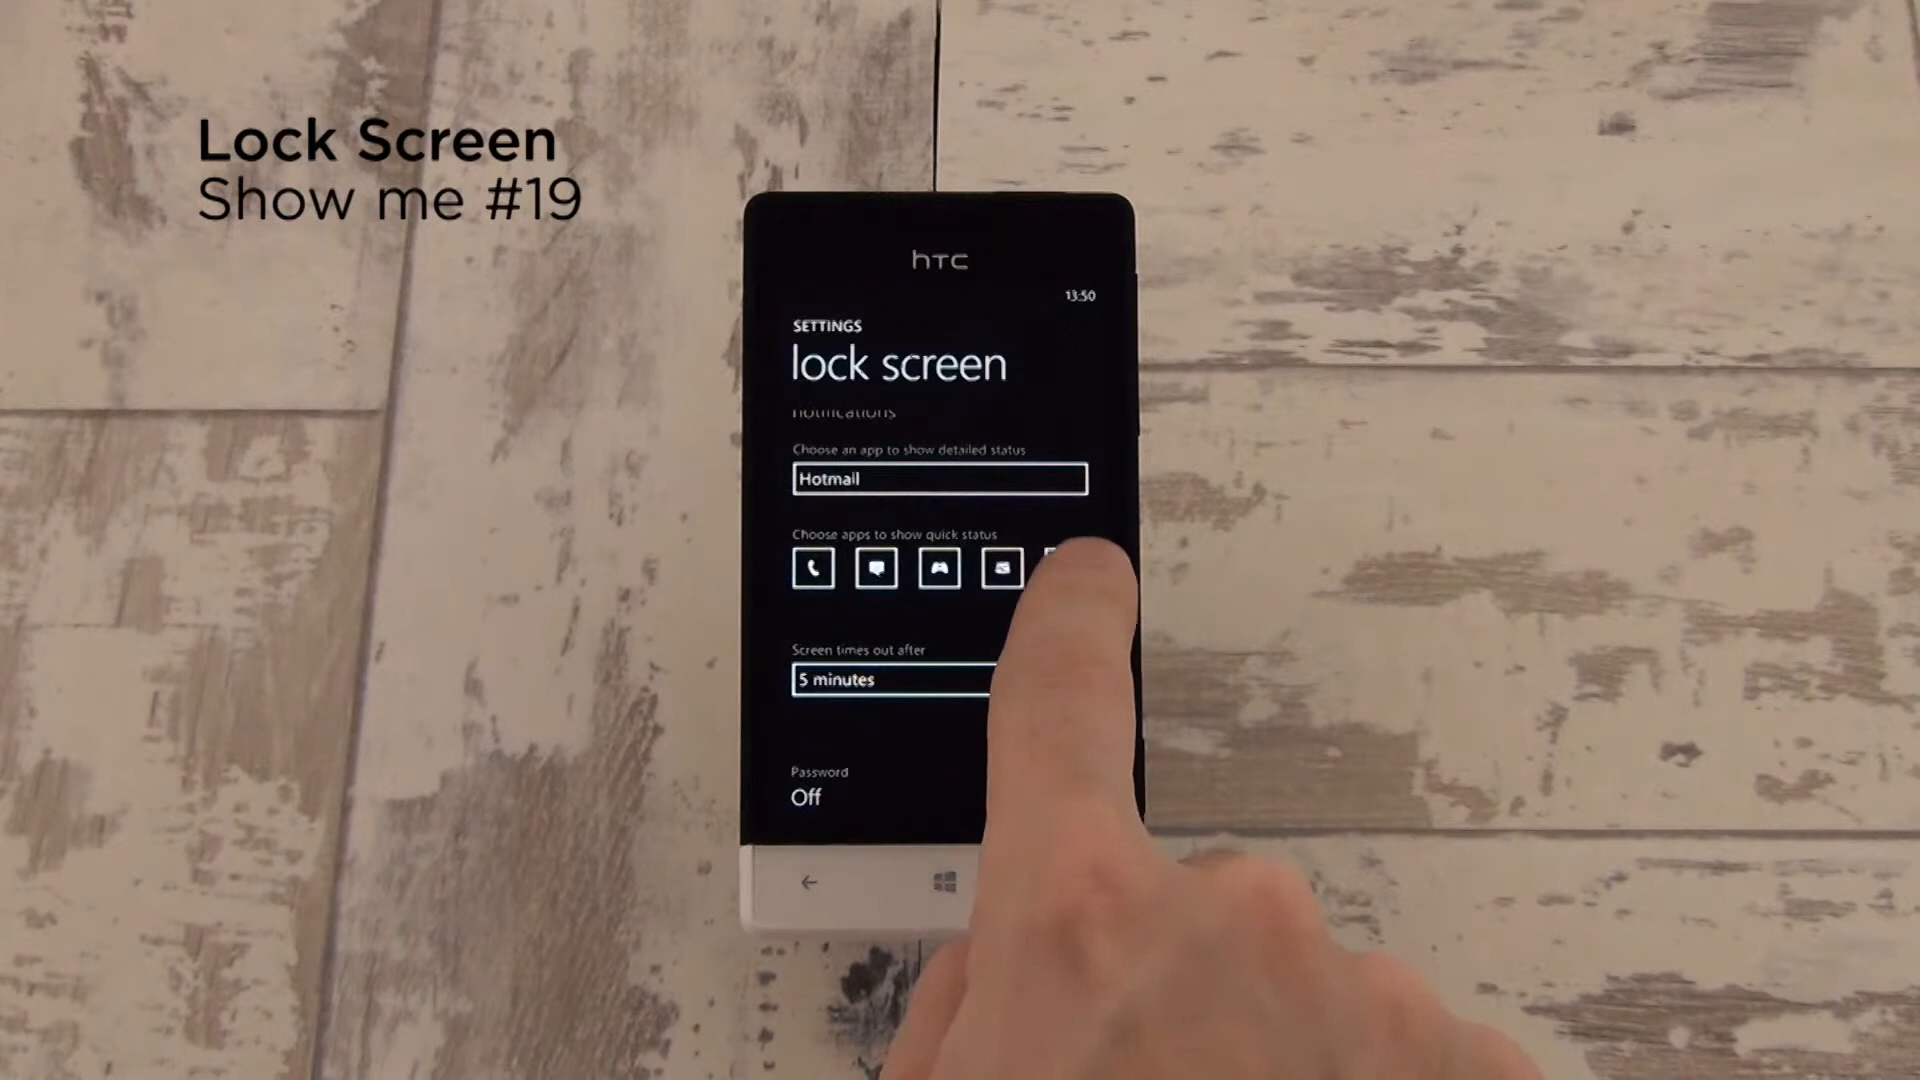 Lock Screen
Show me #19
hTC
13:50
SETTINGS
lock screen
notifications
Choose an app to show detailed status
Hotmail
Choose apps to show quick status
Screen times out after
5 minutes
Password
Off